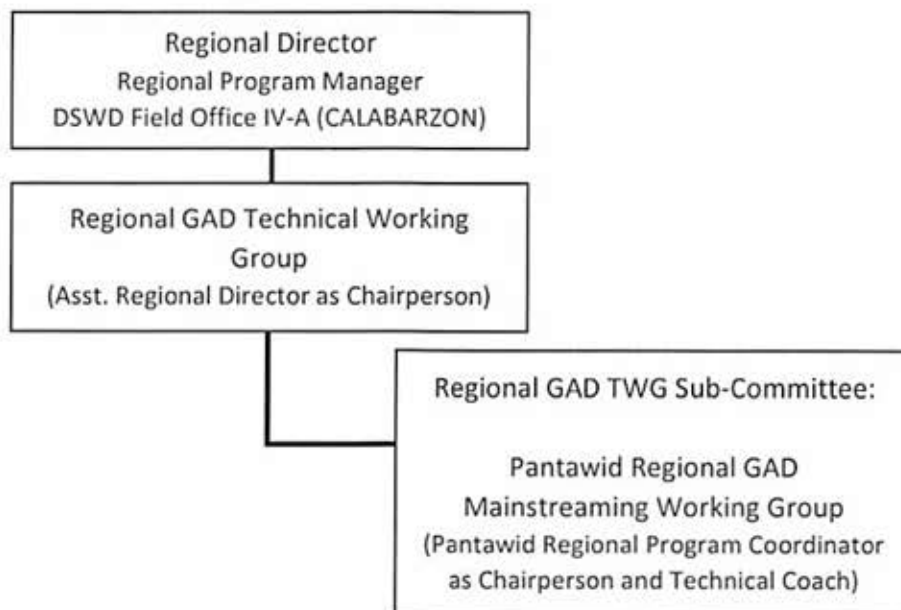 Regional Director
Regional Program Manager
DSWD Field Office IV-A (CALABARZON)
Regional GAD Technical Working
Group
(Asst. Regional Director as Chairperson)
Regional GAD TWG Sub-Committee:
Pantawid Regional GAD
Mainstreaming Working Group
(Pantawid Regional Program Coordinator
as Chairperson and Technical Coach)